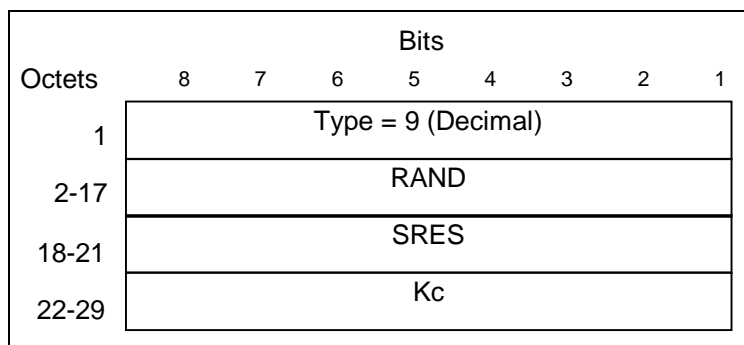 Bits
Octets 8 7 6 5 4 3 2 1
1 Type = 9 (Decimal)
2-17 RAND
18-21 SRES
22-29 Kc